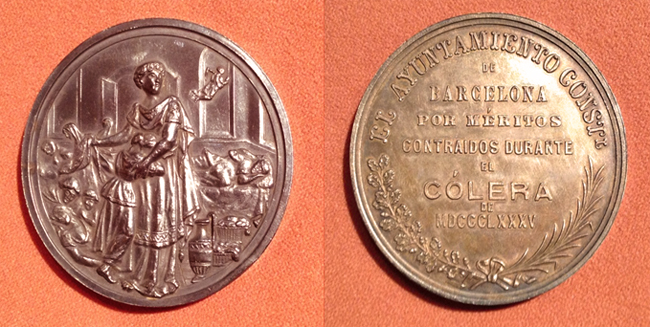 EL AYUNTAMIENTO CONSTL
DE
BARCELONA
POR MÉRITOS
CONTRAIDOS DURANTE
EL
CÓLERA
DE
MDCCCLXXXV